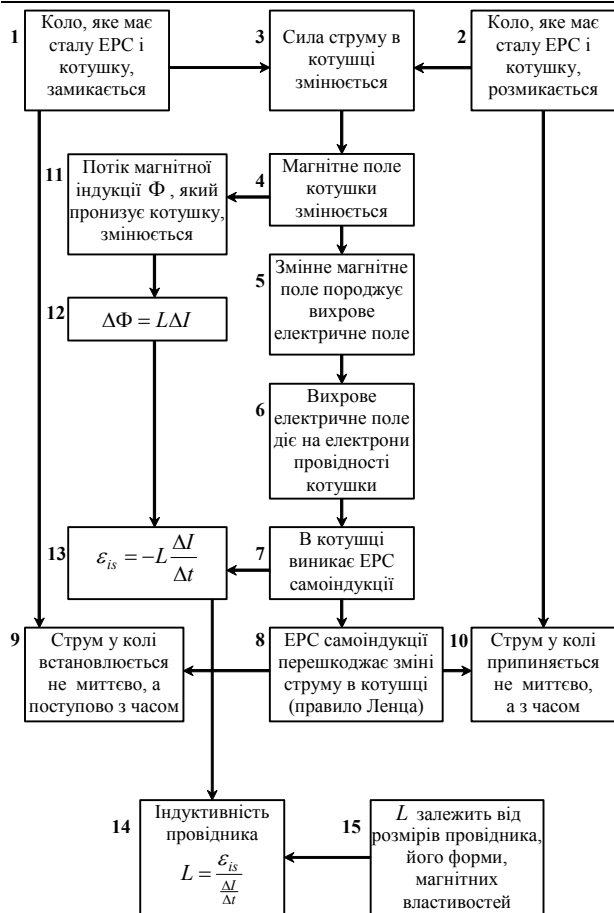 1
Коло, яке має
сталу ЕРС і
котушку,
замикається
3
Сила струму в
котушці
змінюється
2
Коло, яке має
сталу ЕРС і
котушку,
розмикається
11
Потік магнітної
індукції Φ , який
пронизує котушку,
змінюється
4
Магнітне поле
котушки
змінюється
5
Змінне магнітне
поле породжує
вихрове
електричне поле
12
ΔΦ = LΔI
6
Вихрове
електричне поле
діє на електрони
провідності
котушки
13
ε_is = −L ΔI/Δt
7
В котушці
виникає ЕРС
самоіндукції
9
Струм у колі
встановлюється
не миттєво, а
поступово з часом
8
ЕРС самоіндукції
перешкоджає зміні
струму в котушці
(правило Ленца)
10
Струм у колі
припиняється
не миттєво,
а з часом
14
Індуктивність
провідника
L = ε_is/(ΔI/Δt)
15
L залежить від
розмірів провідника,
його форми,
магнітних
властивостей